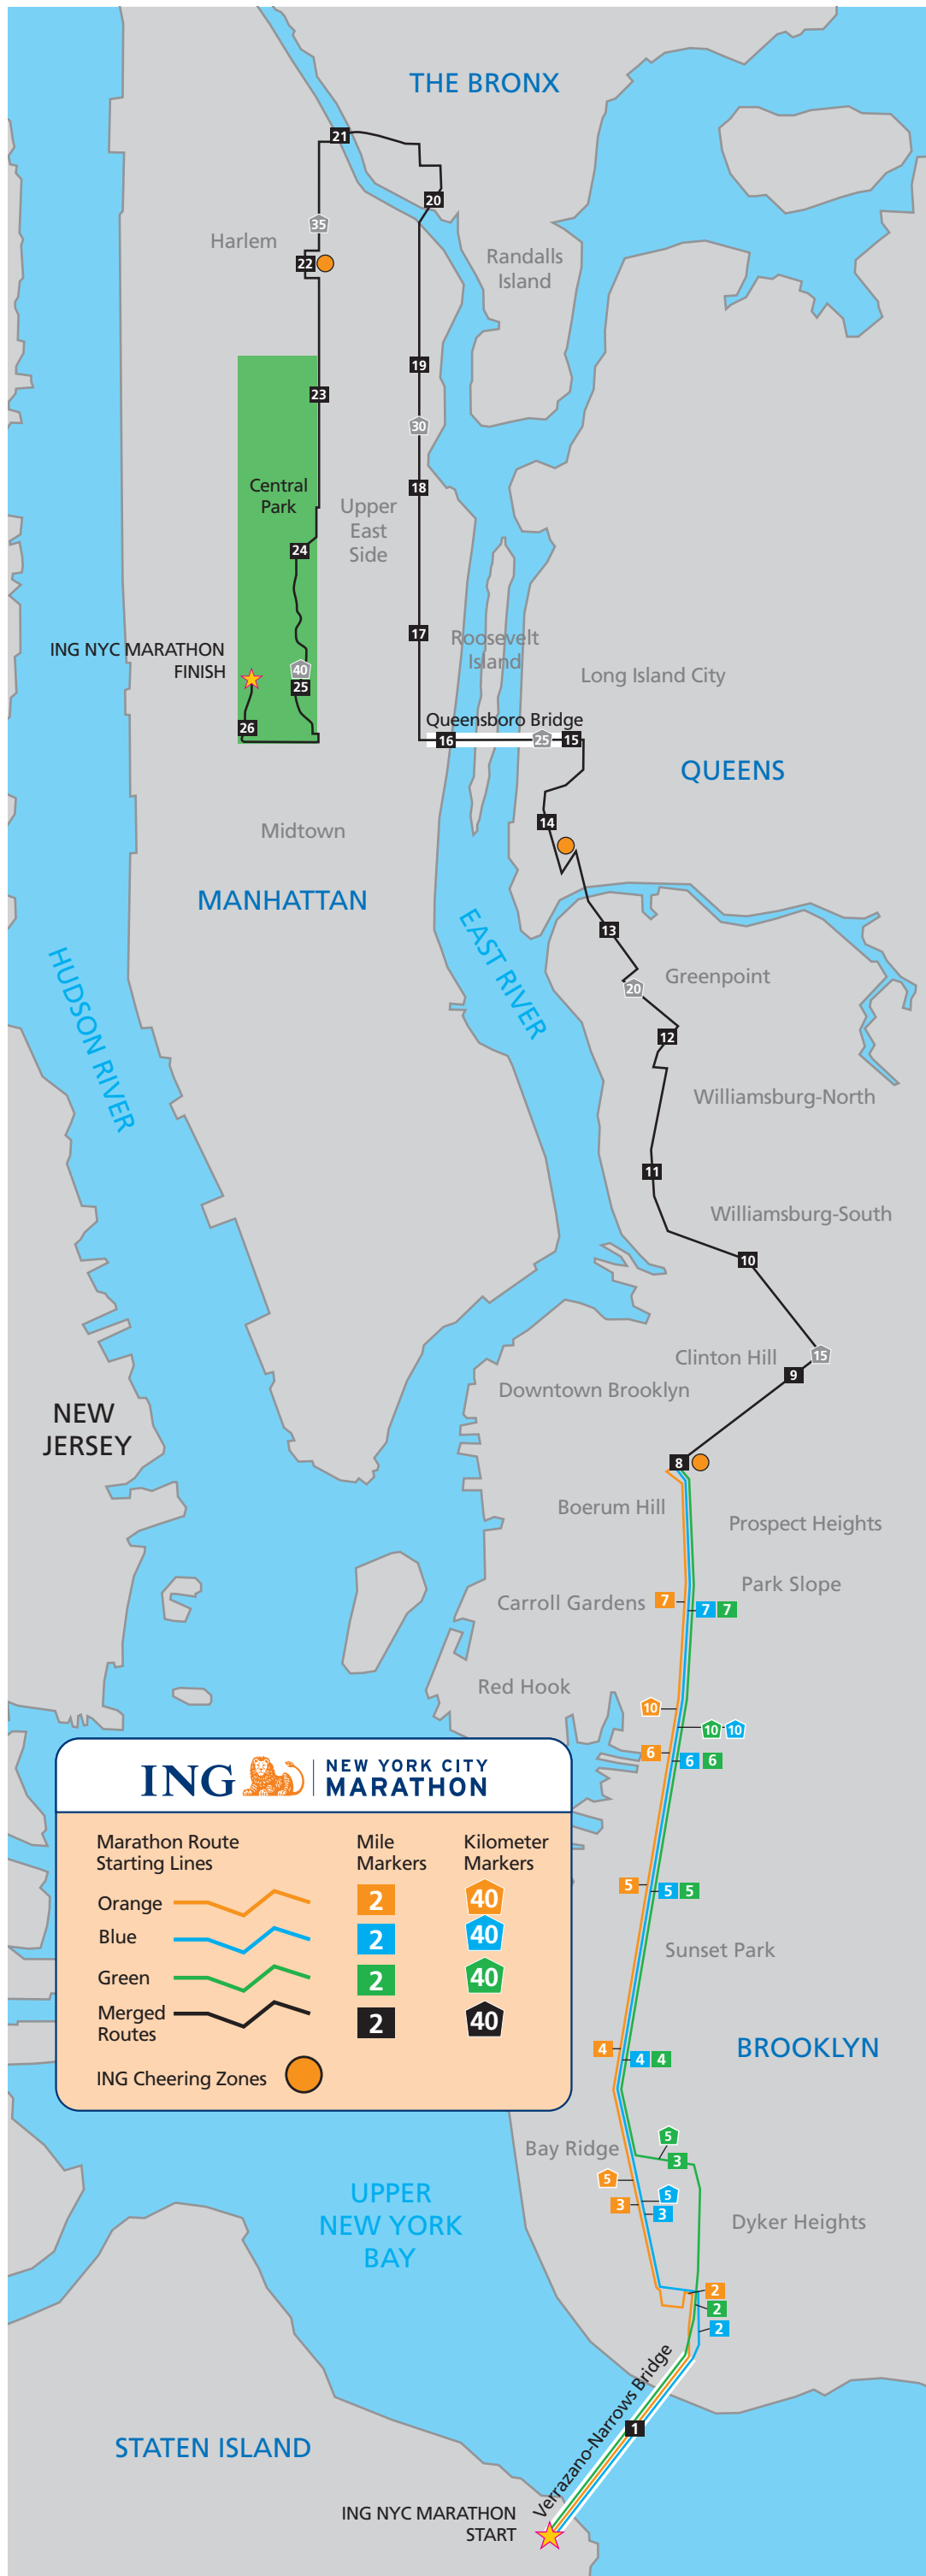 THE BRONX
21
20
35
Harlem
22
Randalls
Island
19
23
30
18
Central
Park
Upper
East
Side
24
17
Roosevelt
Island
ING NYC MARATHON
FINISH
40
25
Long Island City
26
Queensboro Bridge
16
25
15
QUEENS
14
Midtown
MANHATTAN
EAST RIVER
13
HUDSON RIVER
Greenpoint
20
12
Williamsburg-North
11
Williamsburg-South
10
Clinton Hill
15
9
Downtown Brooklyn
NEW
JERSEY
8
Boerum Hill
Prospect Heights
Park Slope
Carroll Gardens
7
7 7
Red Hook
10
10 10
6
6 6
ING NEW YORK CITY
MARATHON
Marathon Route
Starting Lines
Mile
Markers
Kilometer
Markers
Orange
2
40
Blue
2
40
Green
2
40
Merged
Routes
2
40
ING Cheering Zones
5
5 5
Sunset Park
4
4 4
BROOKLYN
Bay Ridge
5
3
5
5
3
3
UPPER
NEW YORK
BAY
Dyker Heights
2
2
2
Verrazano-Narrows Bridge
1
STATEN ISLAND
ING NYC MARATHON
START